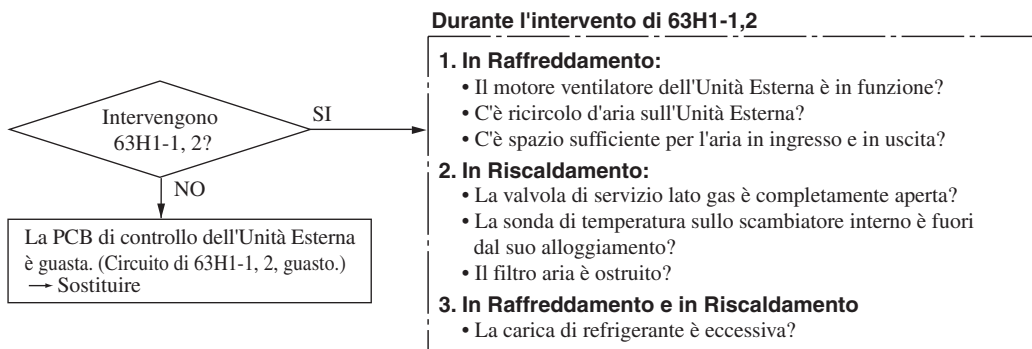 Intervengono
63H1-1, 2?
SI
NO
La PCB di controllo dell'Unità Esterna
è guasta. (Circuito di 63H1-1, 2, guasto.)
→ Sostituire
Durante l'intervento di 63H1-1,2
1. In Raffreddamento:
• Il motore ventilatore dell'Unità Esterna è in funzione?
• C'è ricircolo d'aria sull'Unità Esterna?
• C'è spazio sufficiente per l'aria in ingresso e in uscita?
2. In Riscaldamento:
• La valvola di servizio lato gas è completamente aperta?
• La sonda di temperatura sullo scambiatore interno è fuori
dal suo alloggiamento?
• Il filtro aria è ostruito?
3. In Raffreddamento e in Riscaldamento
• La carica di refrigerante è eccessiva?